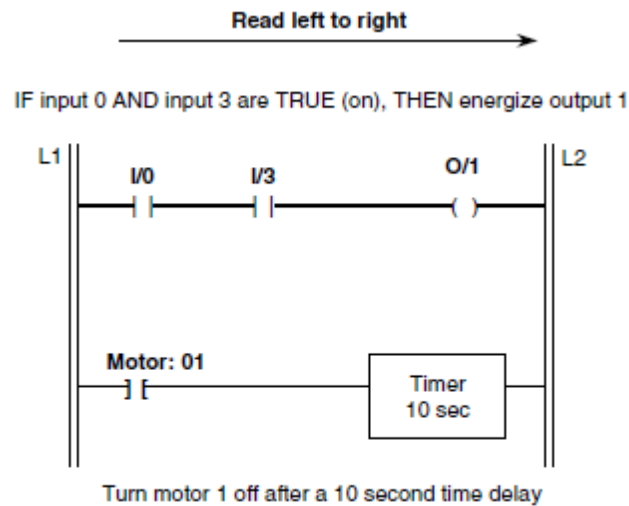 Read left to right
IF input 0 AND input 3 are TRUE (on), THEN energize output 1
L1
L2
I/0
I/3
O/1
Motor: 01
Timer
10 sec
Turn motor 1 off after a 10 second time delay